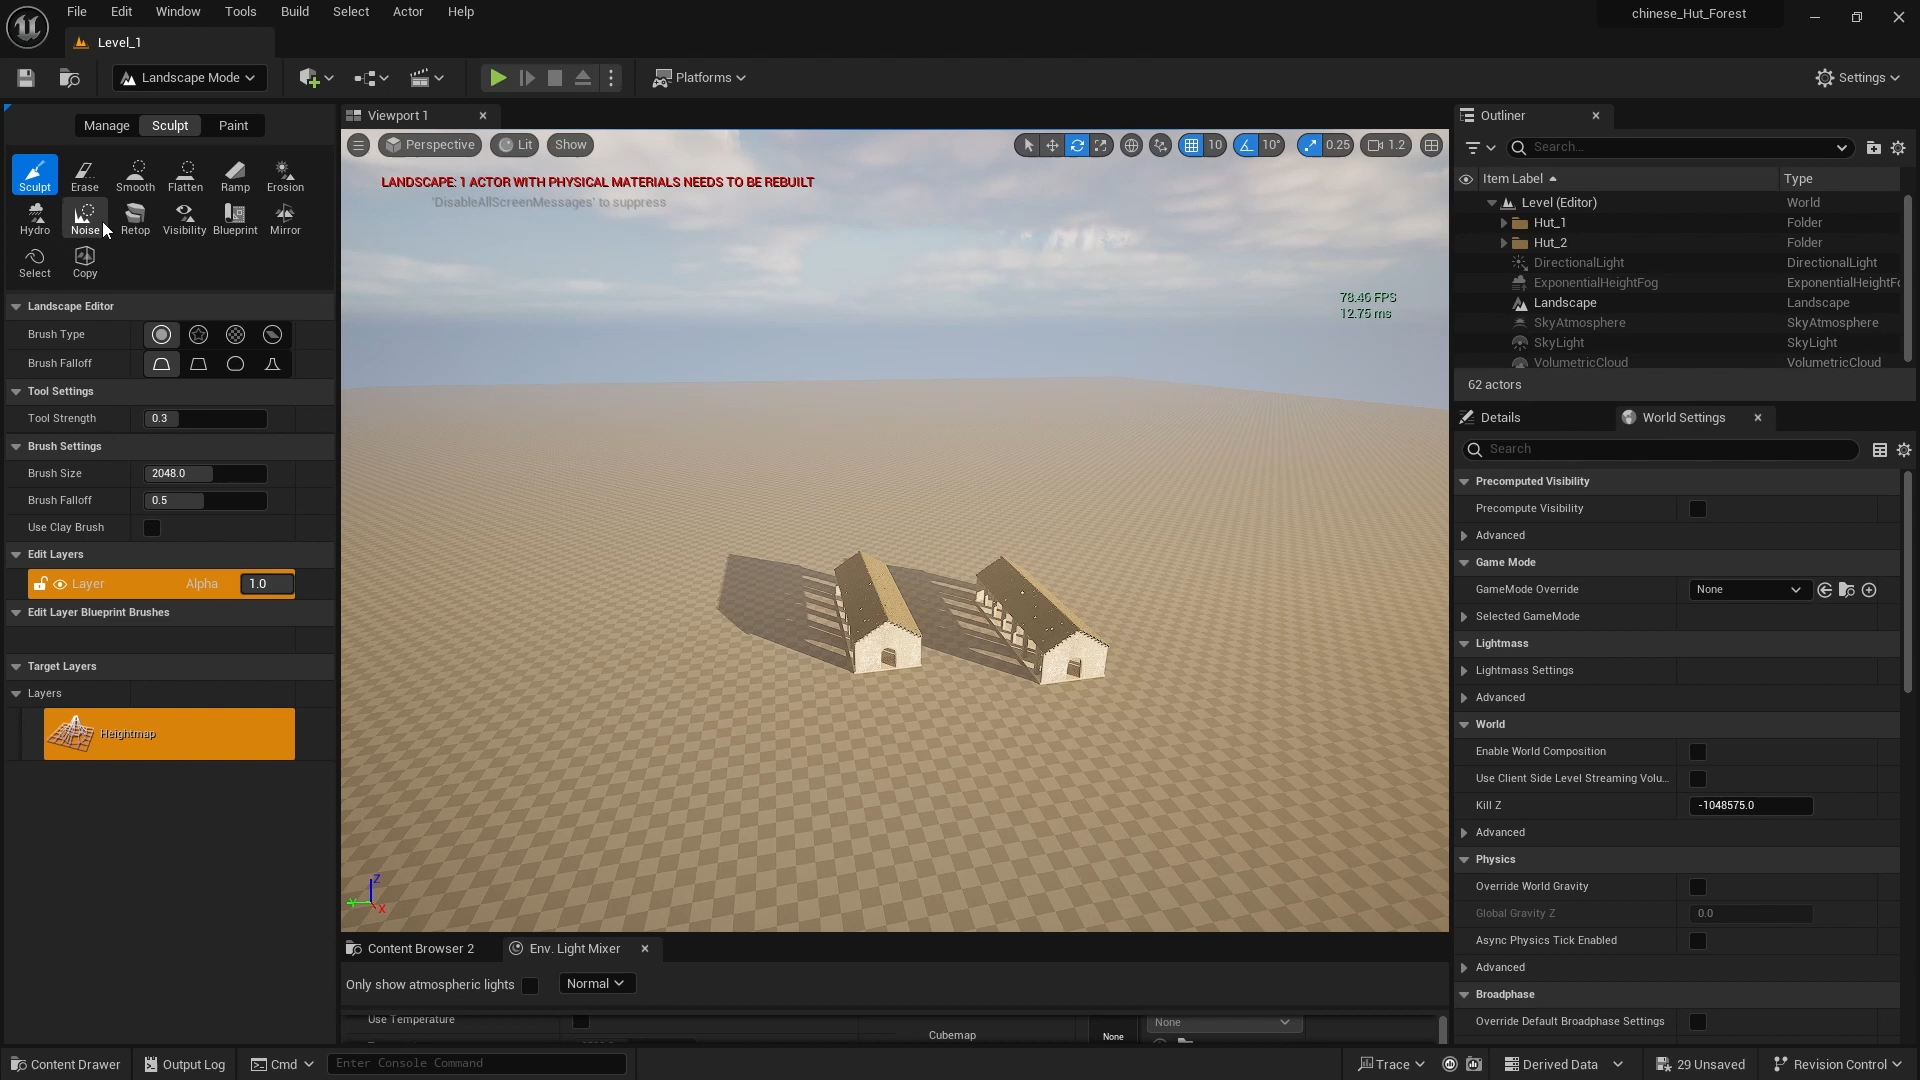 File Edit Window Tools Build Select Actor Help
chinese_Hut_Forest
Level_1
Landscape Mode
Platforms
Settings
Manage Sculpt Paint
Sculpt Erase Smooth Flatten Ramp Erosion
Hydro Noise Retop Visibility Blueprint Mirror
Select Copy
Landscape Editor
Brush Type
Brush Falloff
Tool Settings
Tool Strength 0.3
Brush Settings
Brush Size 2048.0
Brush Falloff 0.5
Use Clay Brush
Edit Layers
Layer Alpha 1.0
Edit Layer Blueprint Brushes
Target Layers
Layers
Heightmap
Viewport 1
Perspective Lit Show
10 10° 0.25 1.2
LANDSCAPE: 1 ACTOR WITH PHYSICAL MATERIALS NEEDS TO BE REBUILT
'DisableAllScreenMessages' to suppress
78.46 FPS
12.75 ms
Z
Y
X
Content Browser 2 Env. Light Mixer
Only show atmospheric lights Normal
Use Temperature
Cubemap None None
Outliner
Search...
Item Label Type
Level (Editor) World
Hut_1 Folder
Hut_2 Folder
DirectionalLight DirectionalLight
ExponentialHeightFog ExponentialHeightFo
Landscape Landscape
SkyAtmosphere SkyAtmosphere
SkyLight SkyLight
VolumetricCloud VolumetricCloud
62 actors
Details World Settings
Search
Precomputed Visibility
Precompute Visibility
Advanced
Game Mode
GameMode Override None
Selected GameMode
Lightmass
Lightmass Settings
Advanced
World
Enable World Composition
Use Client Side Level Streaming Volu...
Kill Z -1048575.0
Advanced
Physics
Override World Gravity
Global Gravity Z 0.0
Async Physics Tick Enabled
Advanced
Broadphase
Override Default Broadphase Settings
Content Drawer Output Log Cmd Enter Console Command
Trace Derived Data 29 Unsaved Revision Control